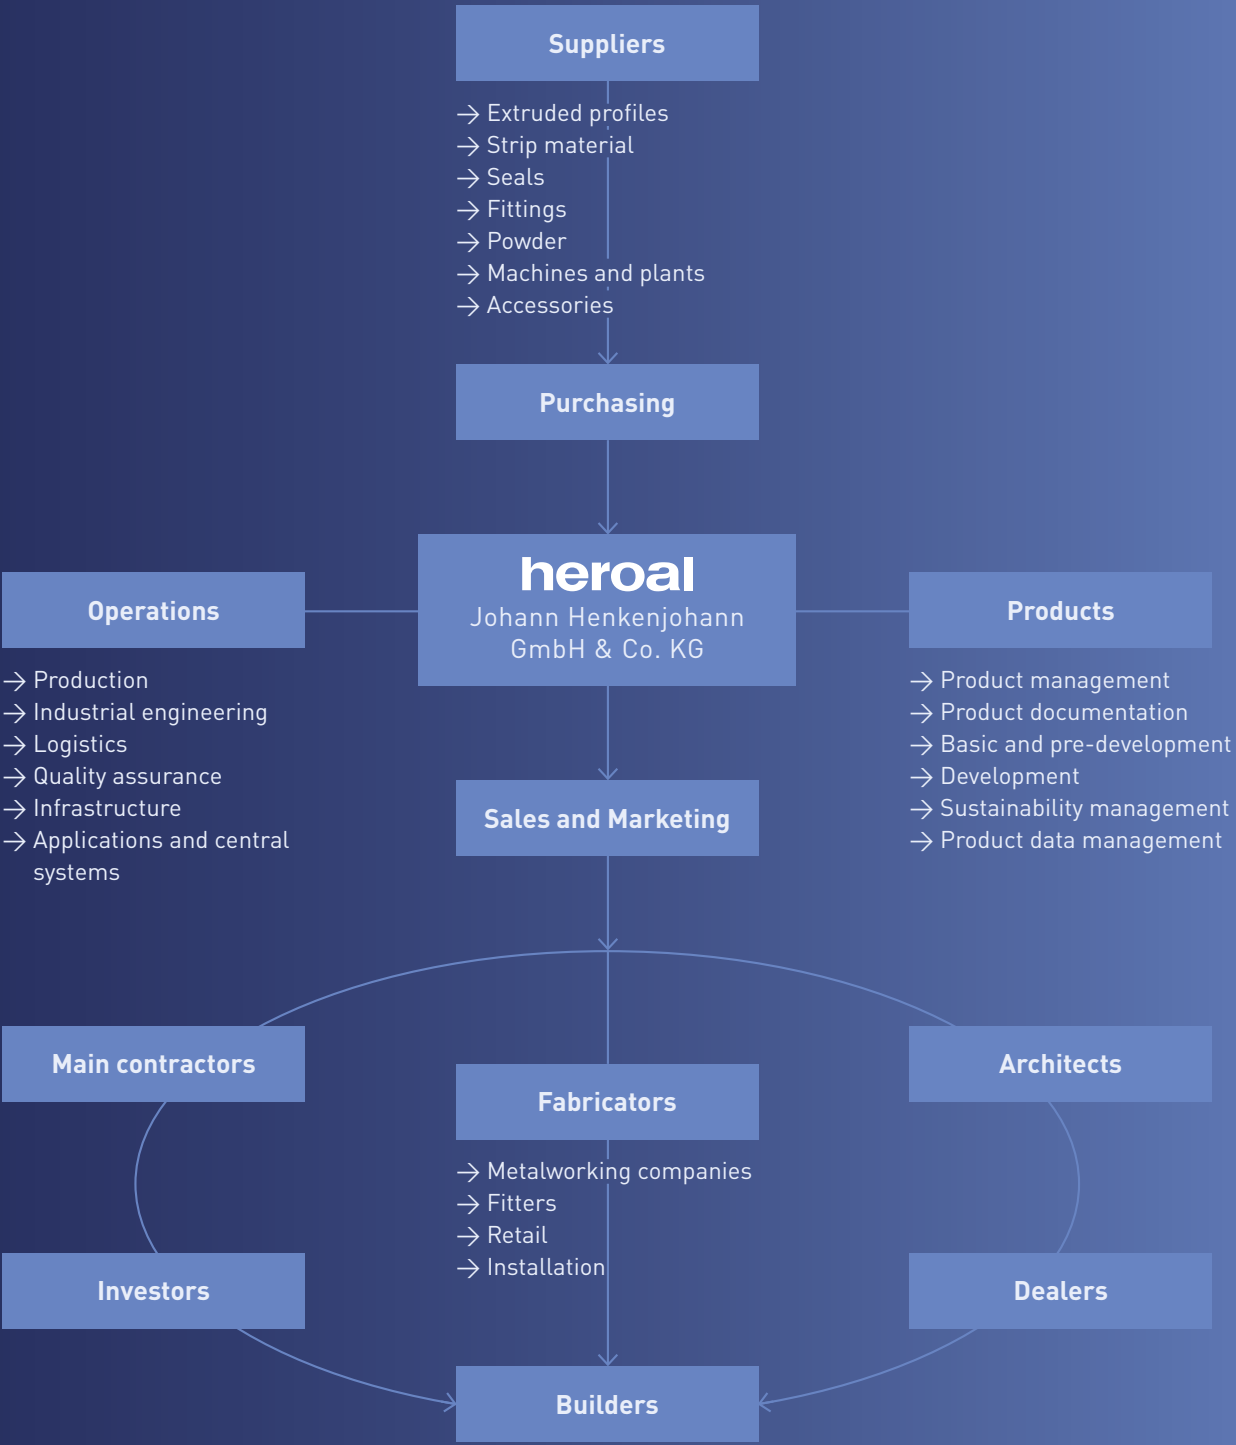 Suppliers
→ Extruded profiles
→ Strip material
→ Seals
→ Fittings
→ Powder
→ Machines and plants
→ Accessories
Purchasing
heroal
Johann Henkenjohann
GmbH & Co. KG
Operations
→ Production
→ Industrial engineering
→ Logistics
→ Quality assurance
→ Infrastructure
→ Applications and central
systems
Products
→ Product management
→ Product documentation
→ Basic and pre-development
→ Development
→ Sustainability management
→ Product data management
Sales and Marketing
Main contractors
Fabricators
→ Metalworking companies
→ Fitters
→ Retail
→ Installation
Architects
Investors
Dealers
Builders